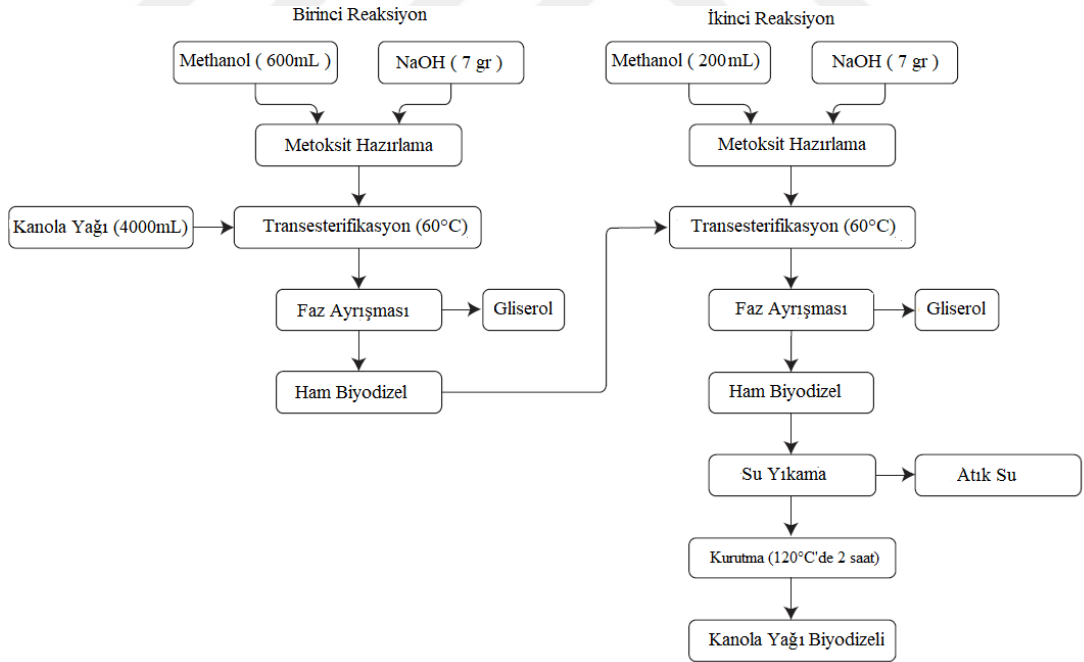 Birinci Reaksiyon
Methanol ( 600mL )
NaOH ( 7 gr )
Metoksit Hazırlama
Kanola Yağı (4000mL)
Transesterifikasyon (60°C)
Faz Ayrışması
Gliserol
Ham Biyodizel
İkinci Reaksiyon
Methanol ( 200mL)
NaOH ( 7 gr )
Metoksit Hazırlama
Transesterifikasyon (60°C)
Faz Ayrışması
Gliserol
Ham Biyodizel
Su Yıkama
Atık Su
Kurutma (120°C'de 2 saat)
Kanola Yağı Biyodizeli